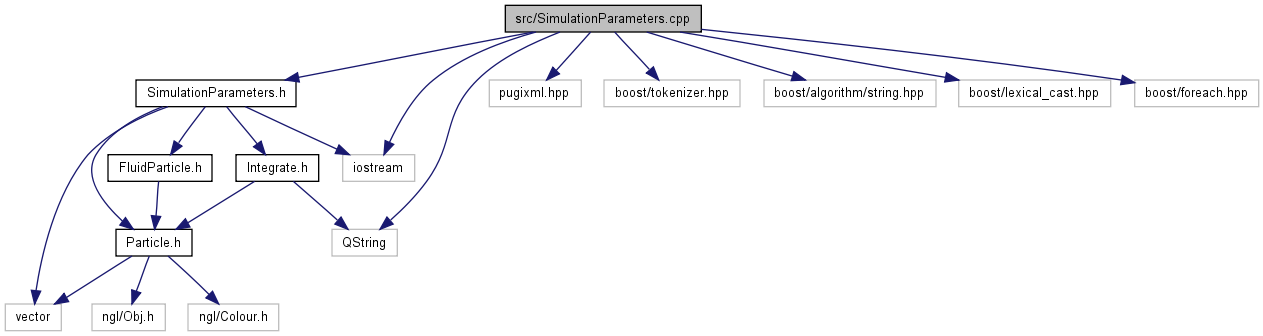 src/SimulationParameters.cpp
SimulationParameters.h
pugixml.hpp
boost/tokenizer.hpp
boost/algorithm/string.hpp
boost/lexical_cast.hpp
boost/foreach.hpp
FluidParticle.h
Integrate.h
iostream
Particle.h
QString
vector
ngl/Obj.h
ngl/Colour.h